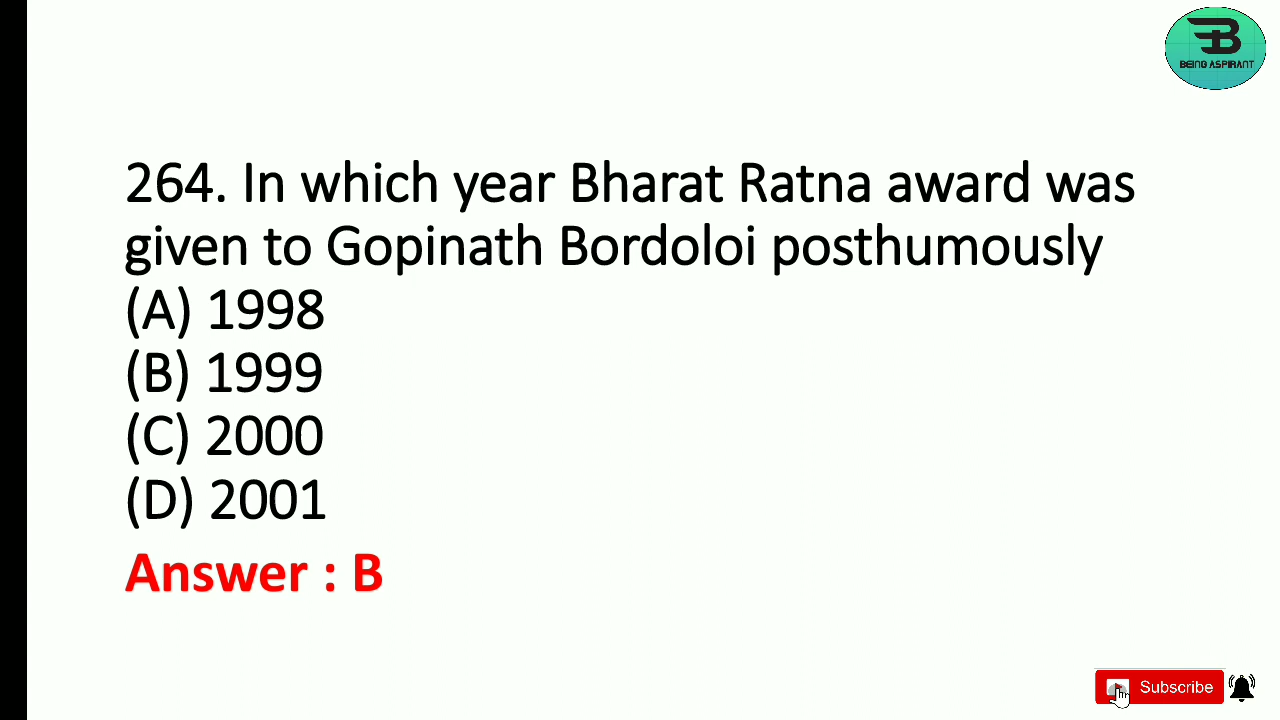 BEING ASPIRANT
264. In which year Bharat Ratna award was
given to Gopinath Bordoloi posthumously
(A) 1998
(B) 1999
(C) 2000
(D) 2001
Answer : B
Subscribe